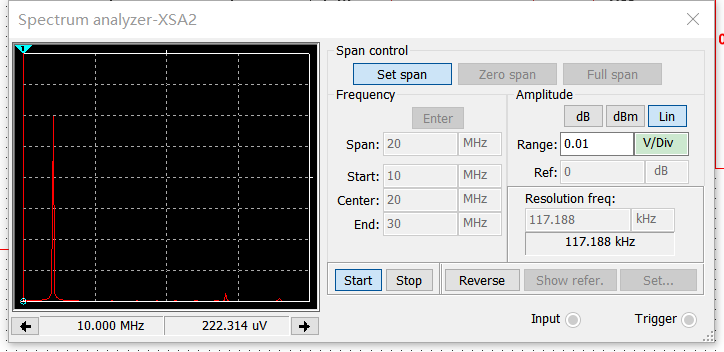 Spectrum analyzer-XSA2
1
Span control
Set span Zero span Full span
Frequency
Enter
Span: 20 MHz
Start: 10 MHz
Center: 20 MHz
End: 30 MHz
Amplitude
dB dBm Lin
Range: 0.01 V/Div
Ref: 0 dB
Resolution freq:
117.188 kHz
117.188 kHz
Start Stop Reverse Show refer. Set...
10.000 MHz 222.314 uV
Input Trigger